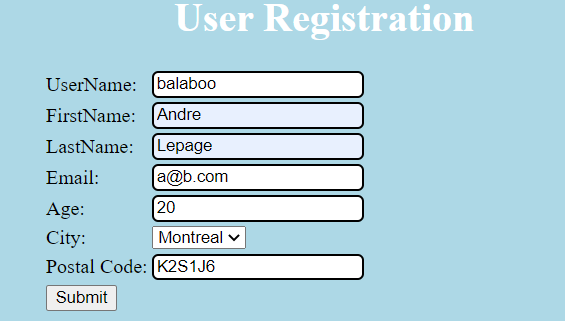 User Registration
UserName: balaboo
FirstName: Andre
LastName: Lepage
Email: a@b.com
Age: 20
City: Montreal
Postal Code: K2S1J6
Submit